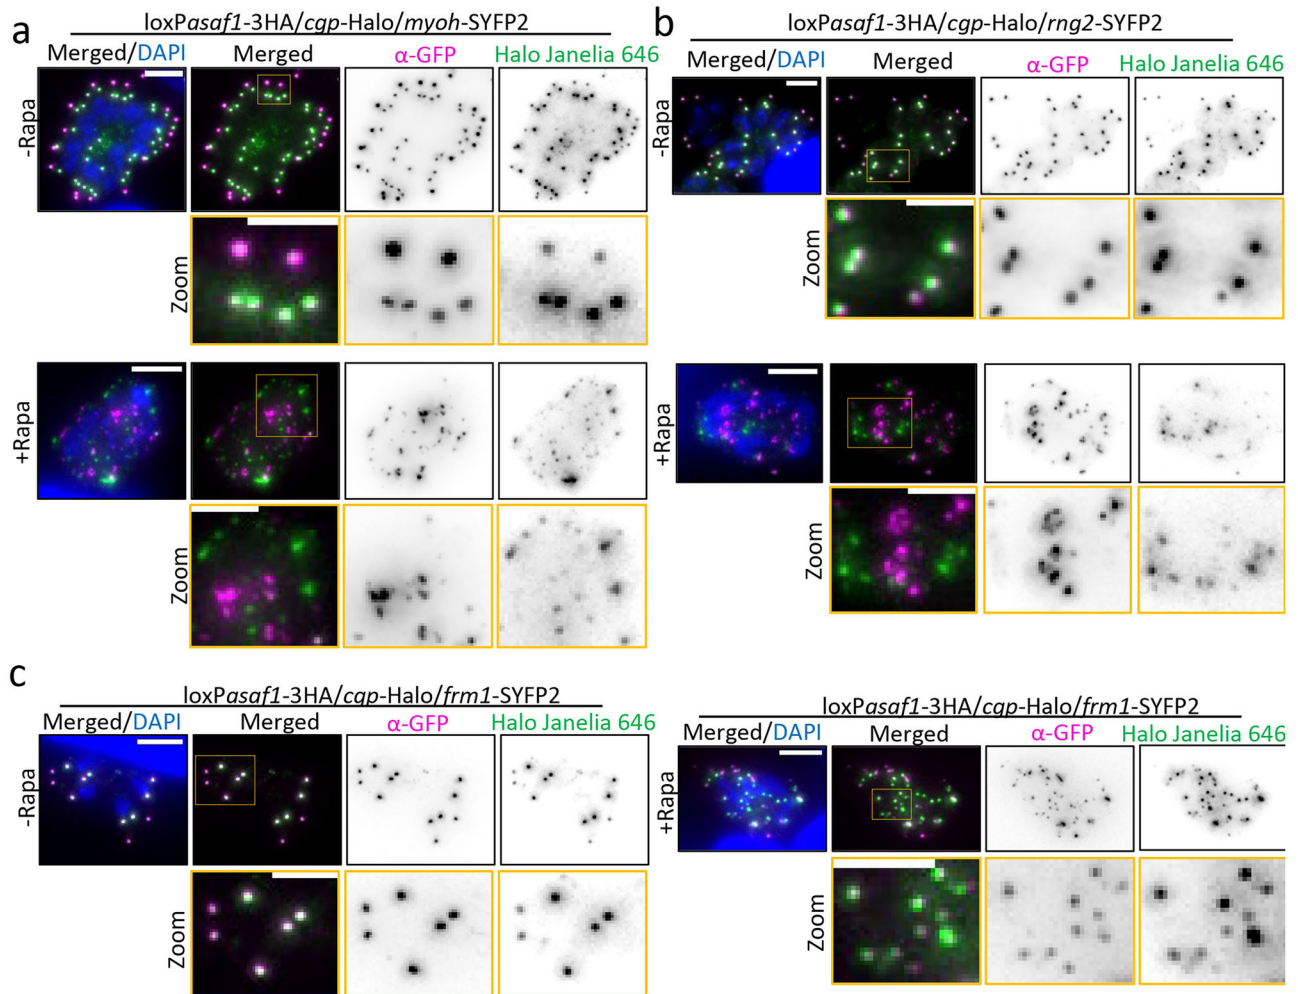 a
loxPasaf1-3HA/cgp-Halo/myoh-SYFP2
Merged/DAPI Merged α-GFP Halo Janelia 646
-Rapa
Zoom
+Rapa
Zoom
b
loxPasaf1-3HA/cgp-Halo/rng2-SYFP2
Merged/DAPI Merged α-GFP Halo Janelia 646
-Rapa
Zoom
+Rapa
Zoom
c
loxPasaf1-3HA/cgp-Halo/frm1-SYFP2
Merged/DAPI Merged α-GFP Halo Janelia 646
-Rapa
Zoom
loxPasaf1-3HA/cgp-Halo/frm1-SYFP2
Merged/DAPI Merged α-GFP Halo Janelia 646
+Rapa
Zoom